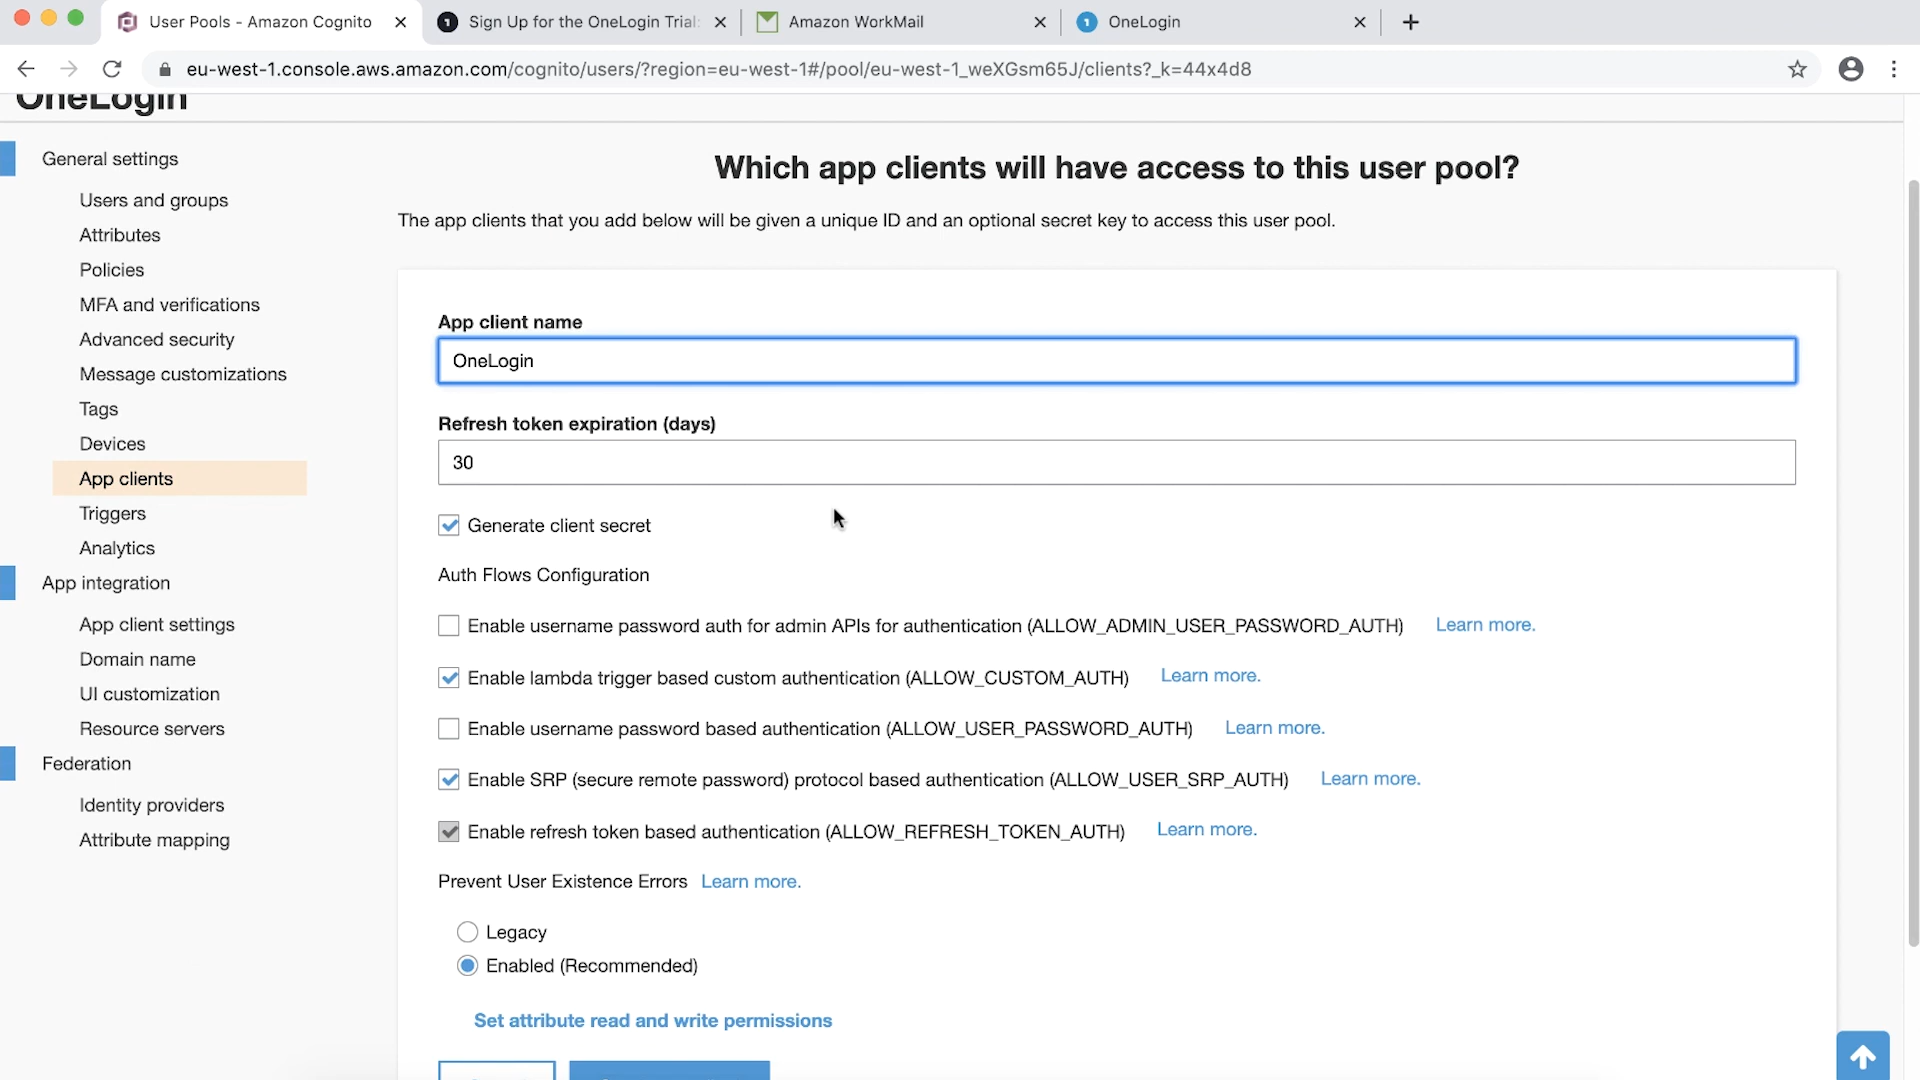 User Pools - Amazon Cognito
Sign Up for the OneLogin Trial
Amazon WorkMail
OneLogin
eu-west-1.console.aws.amazon.com/cognito/users/?region=eu-west-1#/pool/eu-west-1_weXGsm65J/clients?_k=44x4d8
OneLogin
General settings
Users and groups
Attributes
Policies
MFA and verifications
Advanced security
Message customizations
Tags
Devices
App clients
Triggers
Analytics
App integration
App client settings
Domain name
UI customization
Resource servers
Federation
Identity providers
Attribute mapping
Which app clients will have access to this user pool?
The app clients that you add below will be given a unique ID and an optional secret key to access this user pool.
App client name
OneLogin
Refresh token expiration (days)
30
Generate client secret
Auth Flows Configuration
Enable username password auth for admin APIs for authentication (ALLOW_ADMIN_USER_PASSWORD_AUTH) Learn more.
Enable lambda trigger based custom authentication (ALLOW_CUSTOM_AUTH) Learn more.
Enable username password based authentication (ALLOW_USER_PASSWORD_AUTH) Learn more.
Enable SRP (secure remote password) protocol based authentication (ALLOW_USER_SRP_AUTH) Learn more.
Enable refresh token based authentication (ALLOW_REFRESH_TOKEN_AUTH) Learn more.
Prevent User Existence Errors Learn more.
Legacy
Enabled (Recommended)
Set attribute read and write permissions